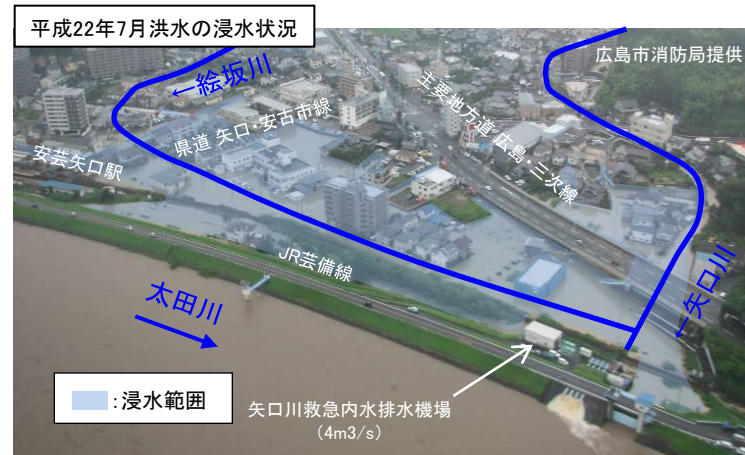 平成22年7月洪水の浸水状況
広島市消防局提供
←絵坂川
主要地方道 広島・三次線
県道 矢口・安古市線
安芸矢口駅
JR芸備線
太田川
←矢口川
:浸水範囲
矢口川救急内水排水機場
(4m3/s)